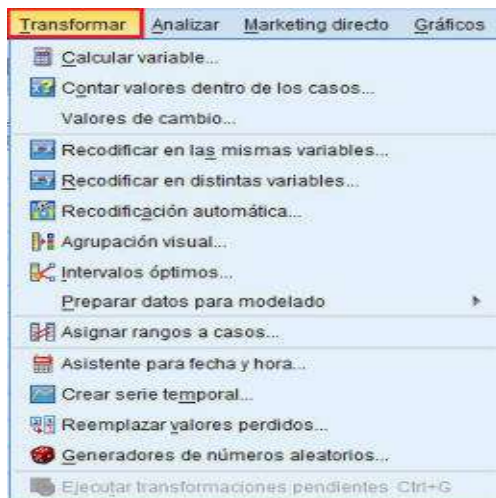 Transformar Analizar Marketing directo Gráficos
Calcular variable...
Contar valores dentro de los casos...
Valores de cambio...
Recodificar en las mismas variables...
Recodificar en distintas variables...
Recodificación automática...
Agrupación visual...
Intervalos óptimos...
Preparar datos para modelado
Asignar rangos a casos...
Asistente para fecha y hora...
Crear serie temporal...
Reemplazar valores perdidos...
Generadores de números aleatorios...
Ejecutar transformaciones pendientes Ctrl+G